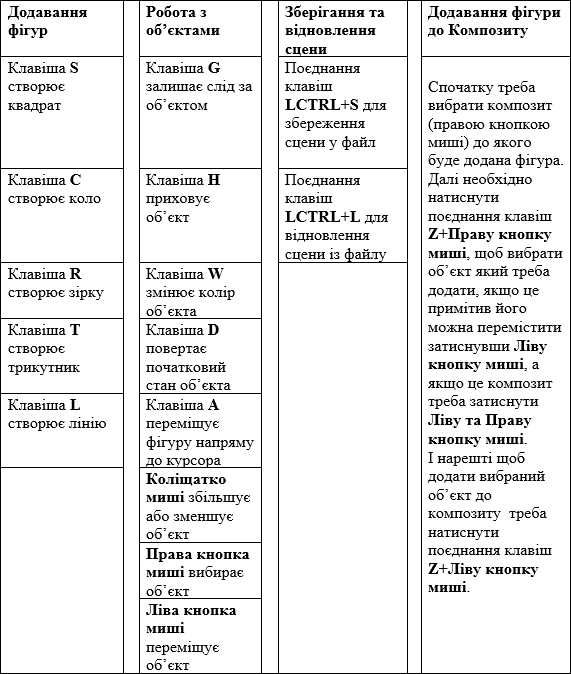 Додавання
фігур
Клавіша S
створює
квадрат
Клавіша C
створює коло
Клавіша R
створює зірку
Клавіша T
створює
трикутник
Клавіша L
створює лінію
Робота з
об’єктами
Клавіша G
залишає слід за
об’єктом
Клавіша H
приховує
об’єкт
Клавіша W
змінює колір
об’єкта
Клавіша D
повертає
початковий
стан об’єкта
Клавіша A
переміщує
фігуру напряму
до курсора
Коліщатко
миші збільшує
або зменшує
об’єкт
Права кнопка
миші вибирає
об’єкт
Ліва кнопка
миші
переміщує
об’єкт
Зберігання та
відновлення
сцени
Поєднання
клавіш
LCTRL+S для
збереження
сцени у файл
Поєднання
клавіш
LCTRL+L для
відновлення
сцени із файлу
Додавання фігури
до Композиту
Спочатку треба
вибрати композит
(правою кнопкою
миші) до якого
буде додана фігура.
Далі необхідно
натиснути
поєднання клавіш
Z+Праву кнопку
миші, щоб вибрати
об’єкт який треба
додати, якщо це
примітив його
можна перемістити
затиснувши Ліву
кнопку миші, а
якщо це композит
треба затиснути
Ліву та Праву
кнопку миші.
І нарешті щоб
додати вибраний
об’єкт до
композиту треба
натиснути
поєднання клавіш
Z+Ліву кнопку
миші.